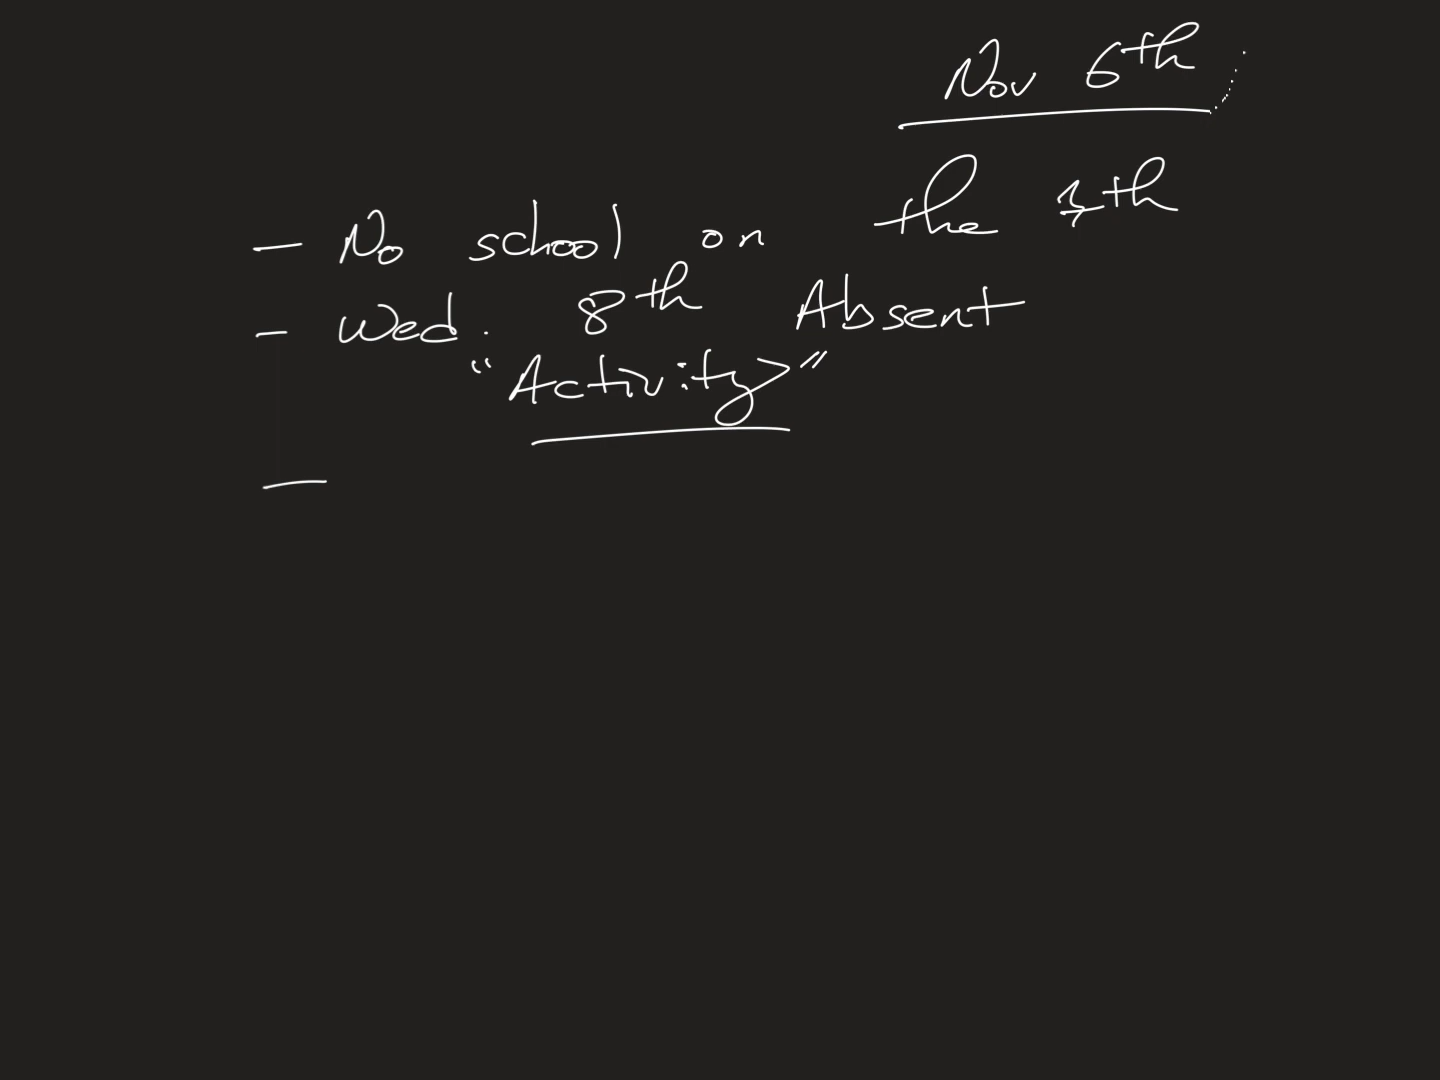 Nov 6th
- No school on the 7th
- Wed. 8th Absent
"Activity"
-